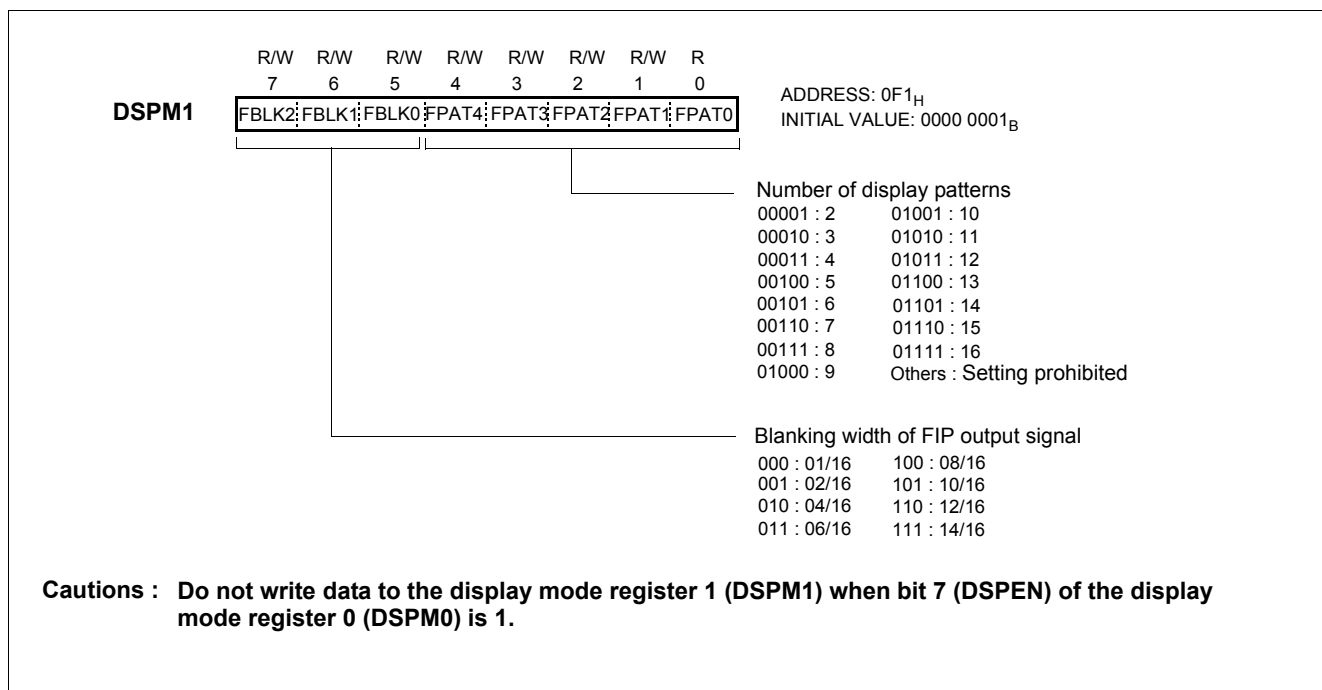 R/W R/W R/W R/W R/W R/W R/W R
7 6 5 4 3 2 1 0
DSPM1 FBLK2 FBLK1 FBLK0 FPAT4 FPAT3 FPAT2 FPAT1 FPAT0
ADDRESS: 0F1H
INITIAL VALUE: 0000 0001B
Number of display patterns
00001 : 2 01001 : 10
00010 : 3 01010 : 11
00011 : 4 01011 : 12
00100 : 5 01100 : 13
00101 : 6 01101 : 14
00110 : 7 01110 : 15
00111 : 8 01111 : 16
01000 : 9 Others : Setting prohibited
Blanking width of FIP output signal
000 : 01/16 100 : 08/16
001 : 02/16 101 : 10/16
010 : 04/16 110 : 12/16
011 : 06/16 111 : 14/16
Cautions : Do not write data to the display mode register 1 (DSPM1) when bit 7 (DSPEN) of the display
mode register 0 (DSPM0) is 1.